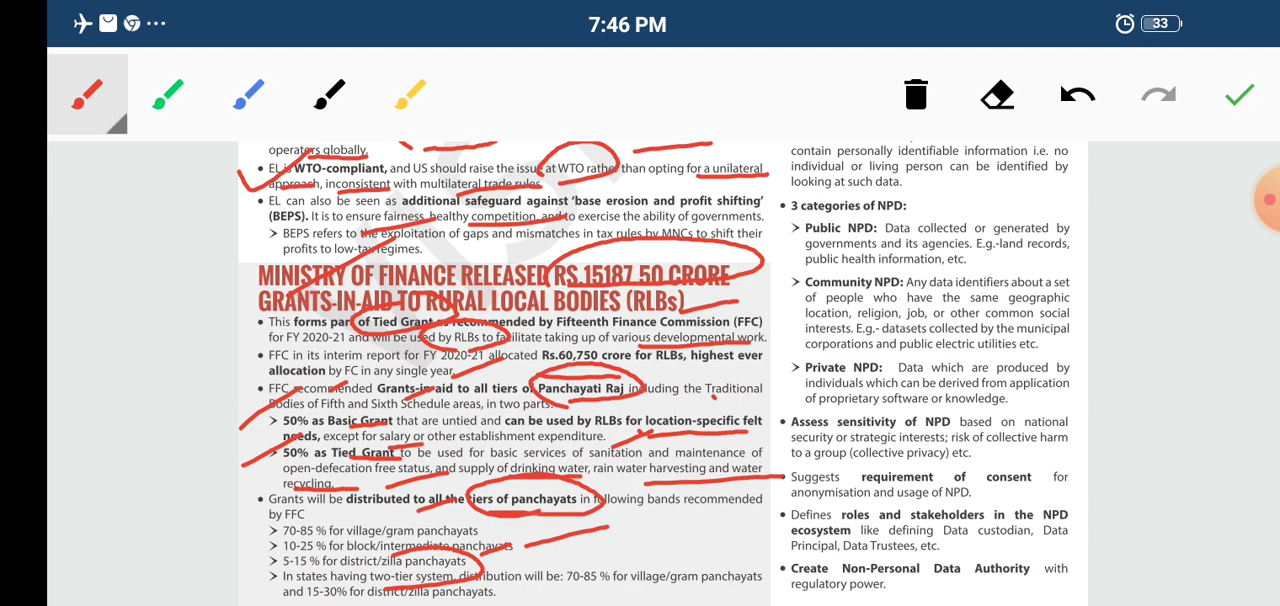 7:46 PM
33
operators globally.
• EL is WTO-compliant, and US should raise the issue at WTO rather than opting for a unilateral
approach, inconsistent with multilateral trade rules.
• EL can also be seen as additional safeguard against 'base erosion and profit shifting'
(BEPS). It is to ensure fairness, healthy competition, and to exercise the ability of governments.
➤ BEPS refers to the exploitation of gaps and mismatches in tax rules by MNCs to shift their
profits to low-tax regimes.
MINISTRY OF FINANCE RELEASED RS.15187.50 CRORE
GRANTS-IN-AID TO RURAL LOCAL BODIES (RLBs)
• This forms part of Tied Grant as recommended by Fifteenth Finance Commission (FFC)
for FY 2020-21 and will be used by RLBs to facilitate taking up of various developmental work.
• FFC in its interim report for FY 2020-21 allocated Rs.60,750 crore for RLBs, highest ever
allocation by FC in any single year.
• FFC recommended Grants-in-aid to all tiers of Panchayati Raj including the Traditional
Bodies of Fifth and Sixth Schedule areas, in two parts:
➤ 50% as Basic Grant that are untied and can be used by RLBs for location-specific felt
needs, except for salary or other establishment expenditure.
➤ 50% as Tied Grant to be used for basic services of sanitation and maintenance of
open-defecation free status, and supply of drinking water, rain water harvesting and water
recycling.
• Grants will be distributed to all the tiers of panchayats in following bands recommended
by FFC
➤ 70-85 % for village/gram panchayats
➤ 10-25 % for block/intermediate panchayats
➤ 5-15 % for district/zilla panchayats
➤ In states having two-tier system, distribution will be: 70-85 % for village/gram panchayats
and 15-30% for district/zilla panchayats.
contain personally identifiable information i.e. no
individual or living person can be identified by
looking at such data.
• 3 categories of NPD:
➤ Public NPD: Data collected or generated by
governments and its agencies. E.g.-land records,
public health information, etc.
➤ Community NPD: Any data identifiers about a set
of people who have the same geographic
location, religion, job, or other common social
interests. E.g.- datasets collected by the municipal
corporations and public electric utilities etc.
➤ Private NPD: Data which are produced by
individuals which can be derived from application
of proprietary software or knowledge.
• Assess sensitivity of NPD based on national
security or strategic interests; risk of collective harm
to a group (collective privacy) etc.
• Suggests requirement of consent for
anonymisation and usage of NPD.
• Defines roles and stakeholders in the NPD
ecosystem like defining Data custodian, Data
Principal, Data Trustees, etc.
• Create Non-Personal Data Authority with
regulatory power.